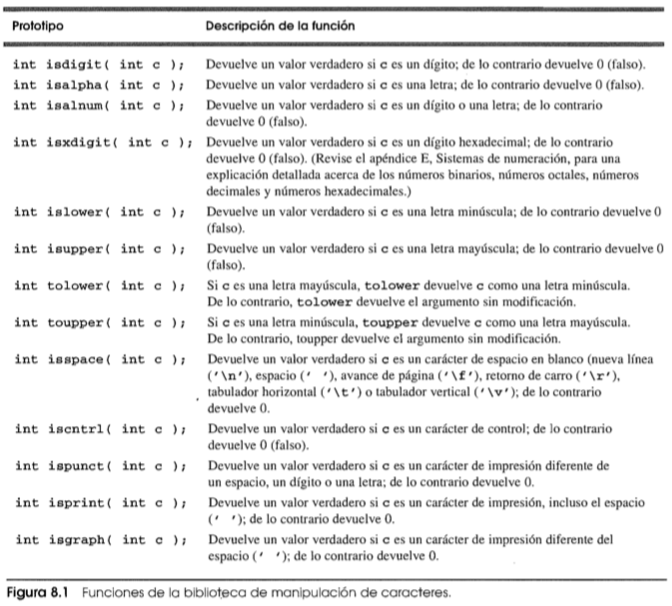 Prototipo Descripción de la función
int isdigit( int c ); Devuelve un valor verdadero si c es un dígito; de lo contrario devuelve 0 (falso).
int isalpha( int c ); Devuelve un valor verdadero si c es una letra; de lo contrario devuelve 0 (falso).
int isalnum( int c ); Devuelve un valor verdadero si c es un dígito o una letra; de lo contrario
devuelve 0 (falso).
int isxdigit( int c ); Devuelve un valor verdadero si c es un dígito hexadecimal; de lo contrario
devuelve 0 (falso). (Revise el apéndice E, Sistemas de numeración, para una
explicación detallada acerca de los números binarios, números octales, números
decimales y números hexadecimales.)
int islower( int c ); Devuelve un valor verdadero si c es una letra minúscula; de lo contrario devuelve 0
(falso).
int isupper( int c ); Devuelve un valor verdadero si c es una letra mayúscula; de lo contrario devuelve 0
(falso).
int tolower( int c ); Si c es una letra mayúscula, tolower devuelve c como una letra minúscula.
De lo contrario, tolower devuelve el argumento sin modificación.
int toupper( int c ); Si c es una letra minúscula, toupper devuelve c como una letra mayúscula.
De lo contrario, toupper devuelve el argumento sin modificación.
int isspace( int c ); Devuelve un valor verdadero si c es un carácter de espacio en blanco (nueva línea
('\n'), espacio (' '), avance de página ('\f'), retorno de carro ('\r'),
tabulador horizontal ('\t') o tabulador vertical ('\v'); de lo contrario
devuelve 0.
int iscntrl( int c ); Devuelve un valor verdadero si c es un carácter de control; de lo contrario
devuelve 0 (falso).
int ispunct( int c ); Devuelve un valor verdadero si c es un carácter de impresión diferente de
un espacio, un dígito o una letra; de lo contrario devuelve 0.
int isprint( int c ); Devuelve un valor verdadero si c es un carácter de impresión, incluso el espacio
(' '); de lo contrario devuelve 0.
int isgraph( int c ); Devuelve un valor verdadero si c es un carácter de impresión diferente del
espacio (' '); de lo contrario devuelve 0.
Figura 8.1 Funciones de la biblioteca de manipulación de caracteres.